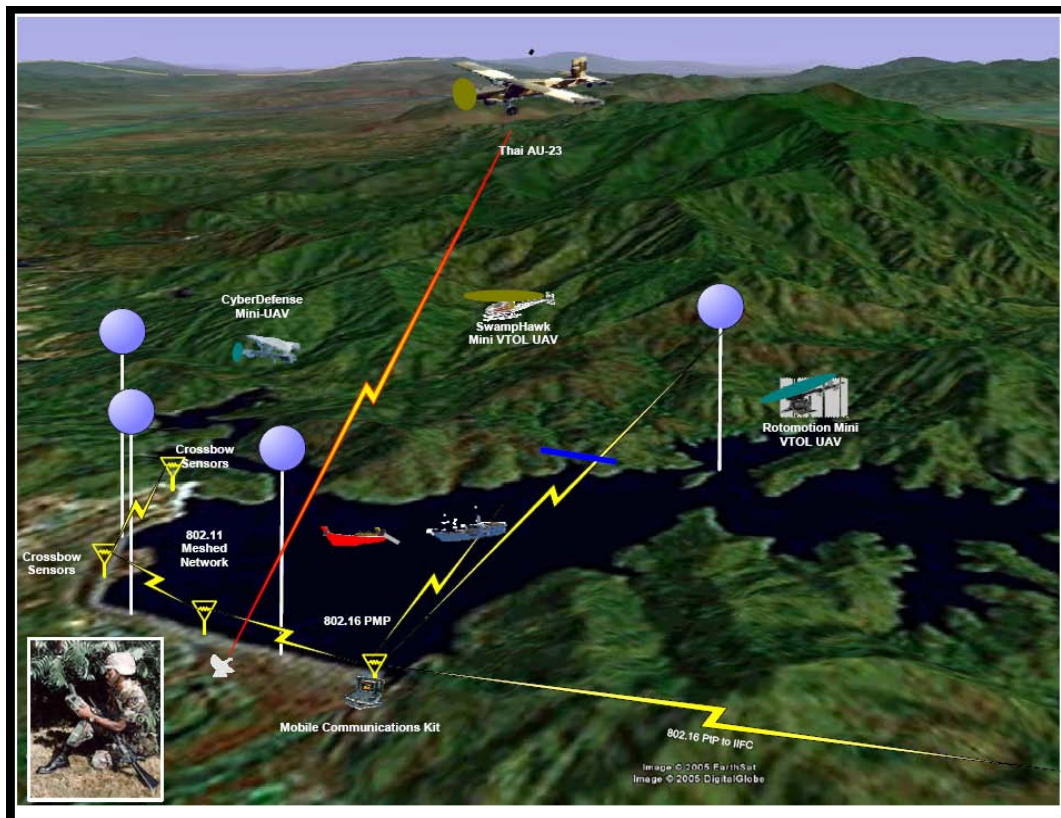 Thai AU-23
CyberDefense
Mini-UAV
SwampHawk
Mini VTOL UAV
Rotomotion Mini
VTOL UAV
Crossbow
Sensors
802.11
Meshed
Network
Crossbow
Sensors
802.16 PMP
Mobile Communications Kit
802.16 PtP to IIFC
Image © 2005 EarthSat
Image © 2005 DigitalGlobe